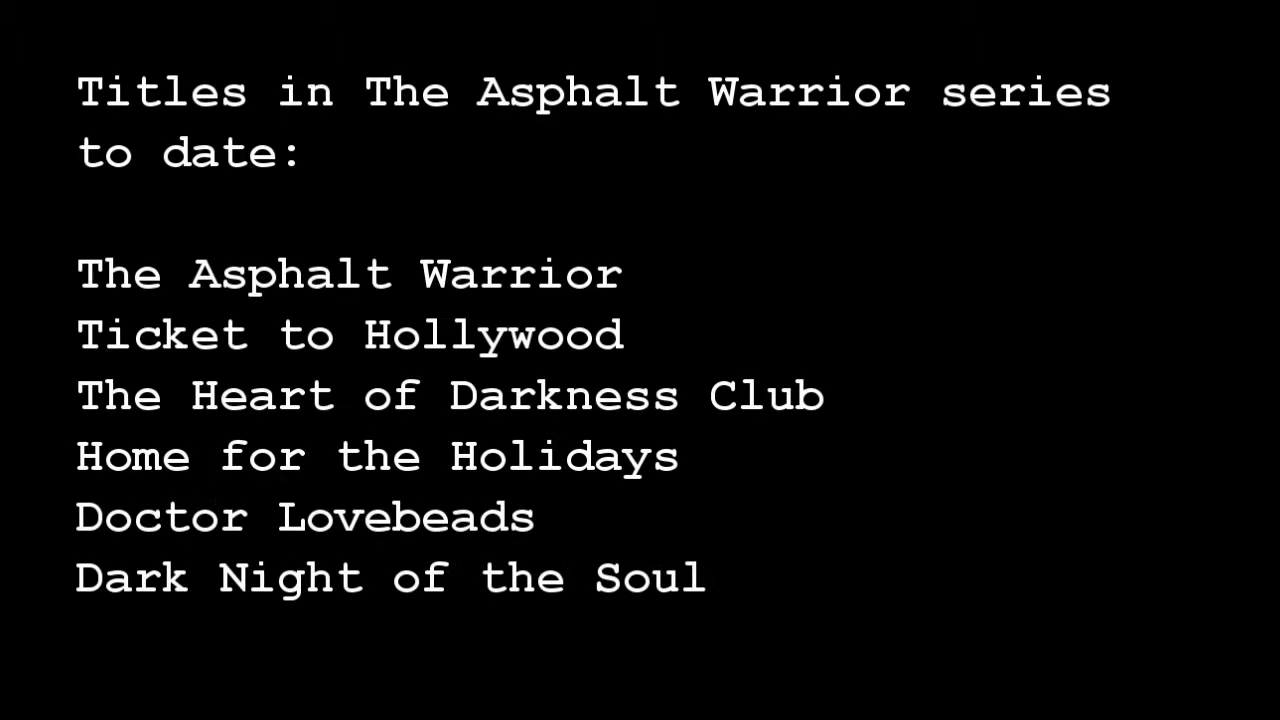 Titles in The Asphalt Warrior series
to date:
The Asphalt Warrior
Ticket to Hollywood
The Heart of Darkness Club
Home for the Holidays
Doctor Lovebeads
Dark Night of the Soul